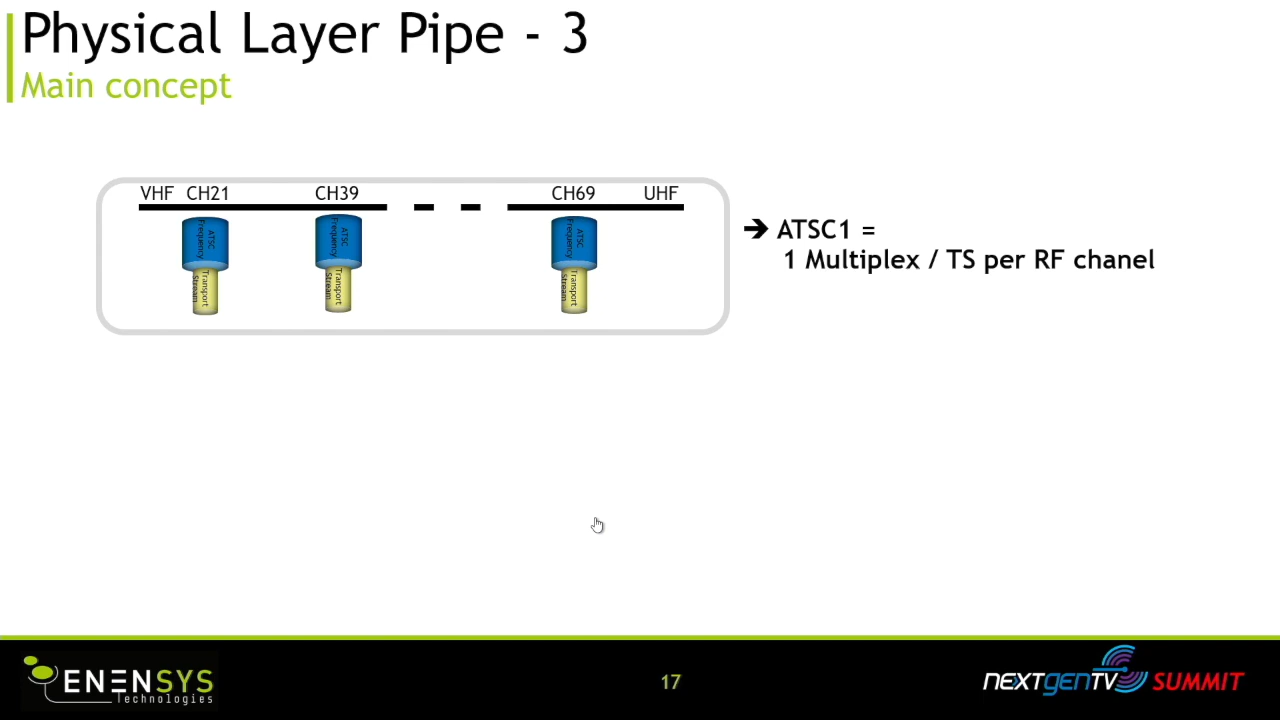 Physical Layer Pipe - 3
Main concept
VHF CH21 CH39 CH69 UHF
ATSC Frequency
Transport Stream
ATSC Frequency
Transport Stream
ATSC Frequency
Transport Stream
➔ ATSC1 =
1 Multiplex / TS per RF chanel
ENENSYS
Technologies
17
NEXTGENTV SUMMIT